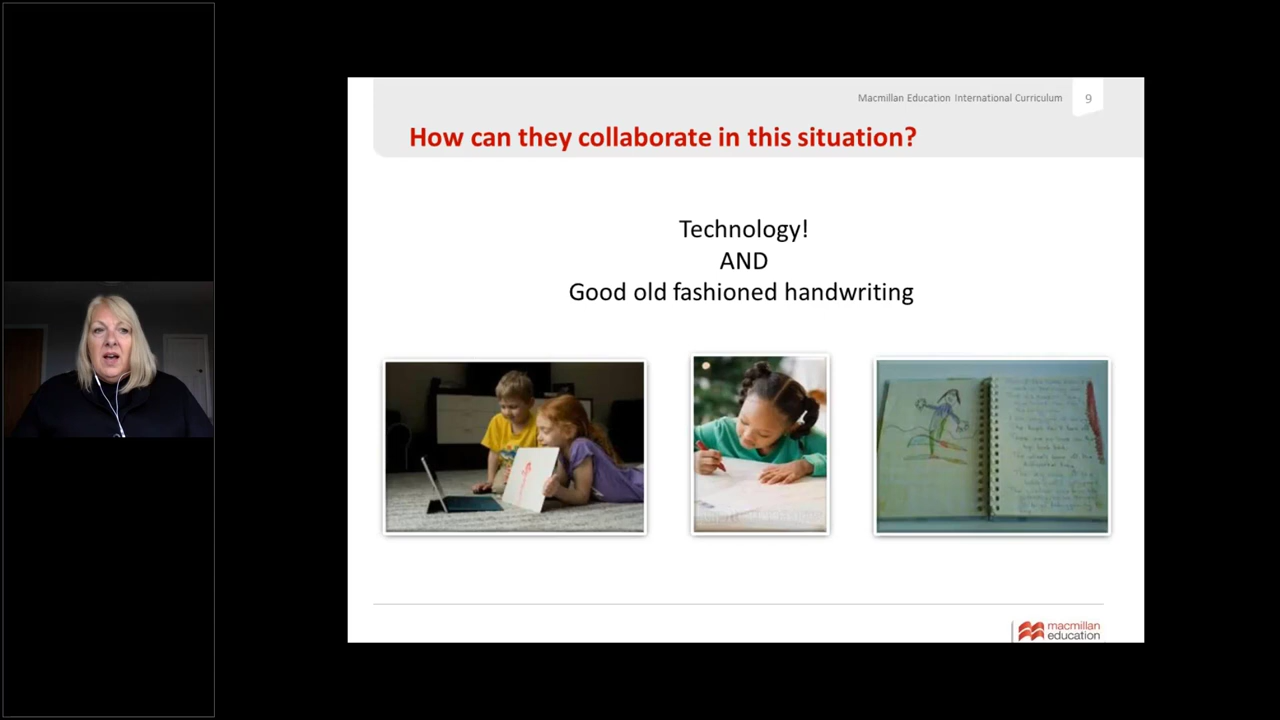 Macmillan Education International Curriculum
9
How can they collaborate in this situation?
Technology!
AND
Good old fashioned handwriting
macmillan
education